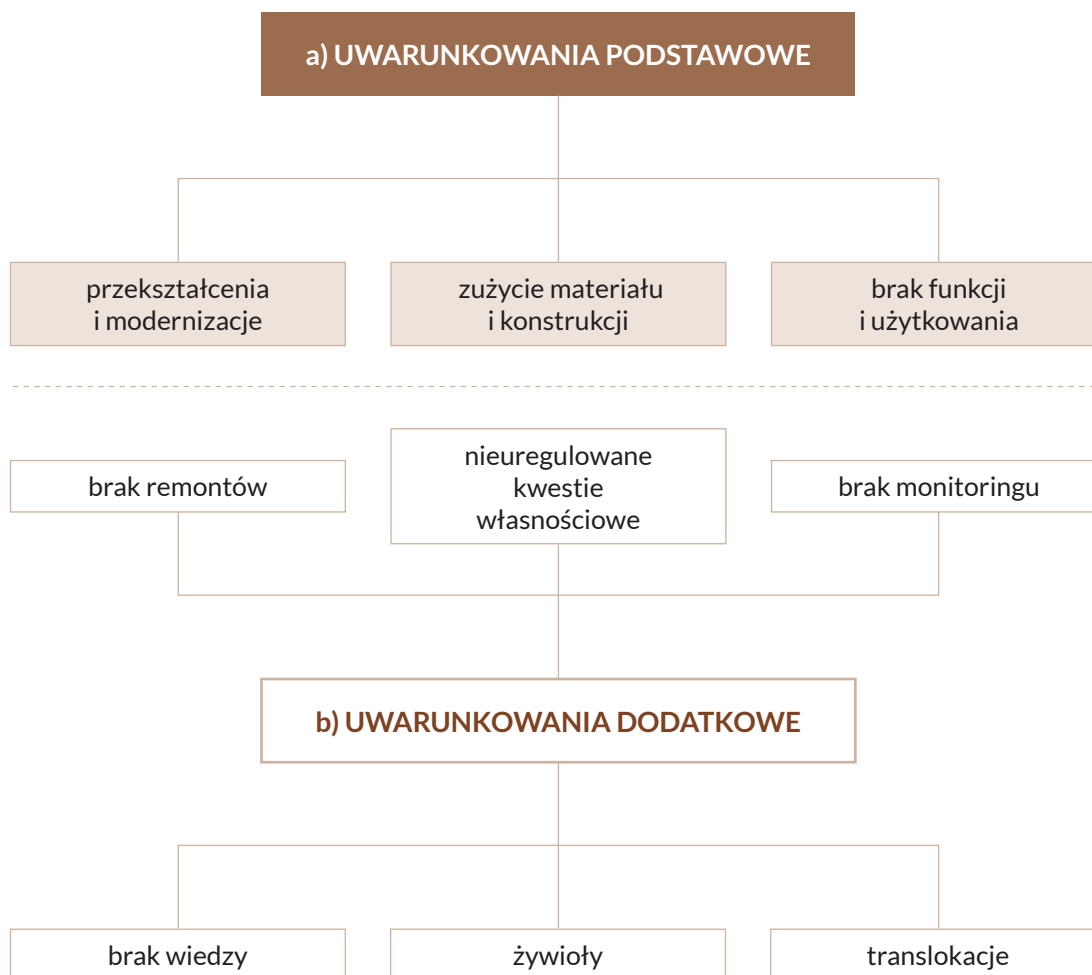 a) UWARUNKOWANIA PODSTAWOWE
przekształcenia
i modernizacje
zużycie materiału
i konstrukcji
brak funkcji
i użytkowania
brak remontów
nieuregulowane
kwestie
własnościowe
brak monitoringu
b) UWARUNKOWANIA DODATKOWE
brak wiedzy
żywioły
translokacje